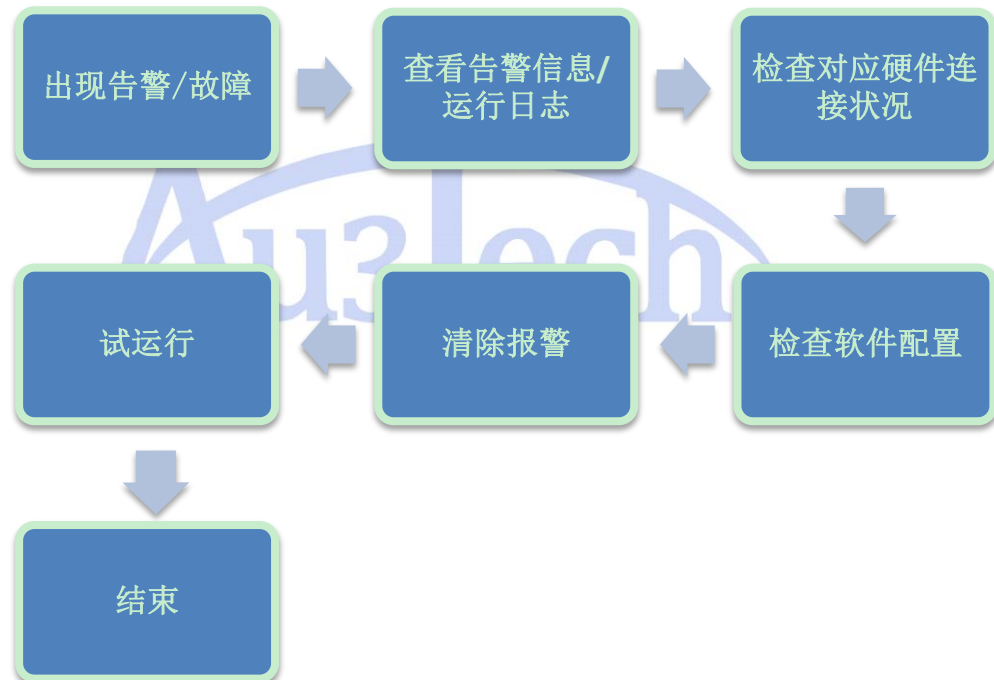 出现告警/故障
查看告警信息/
运行日志
检查对应硬件连
接状况
Au3Tech
试运行
清除报警
检查软件配置
结束